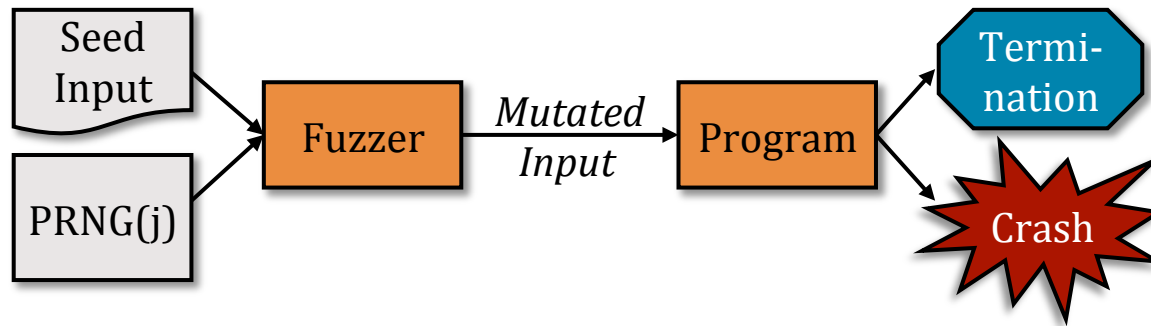 Seed
Input
PRNG(j)
Fuzzer
Mutated
Input
Program
Termi-
nation
Crash